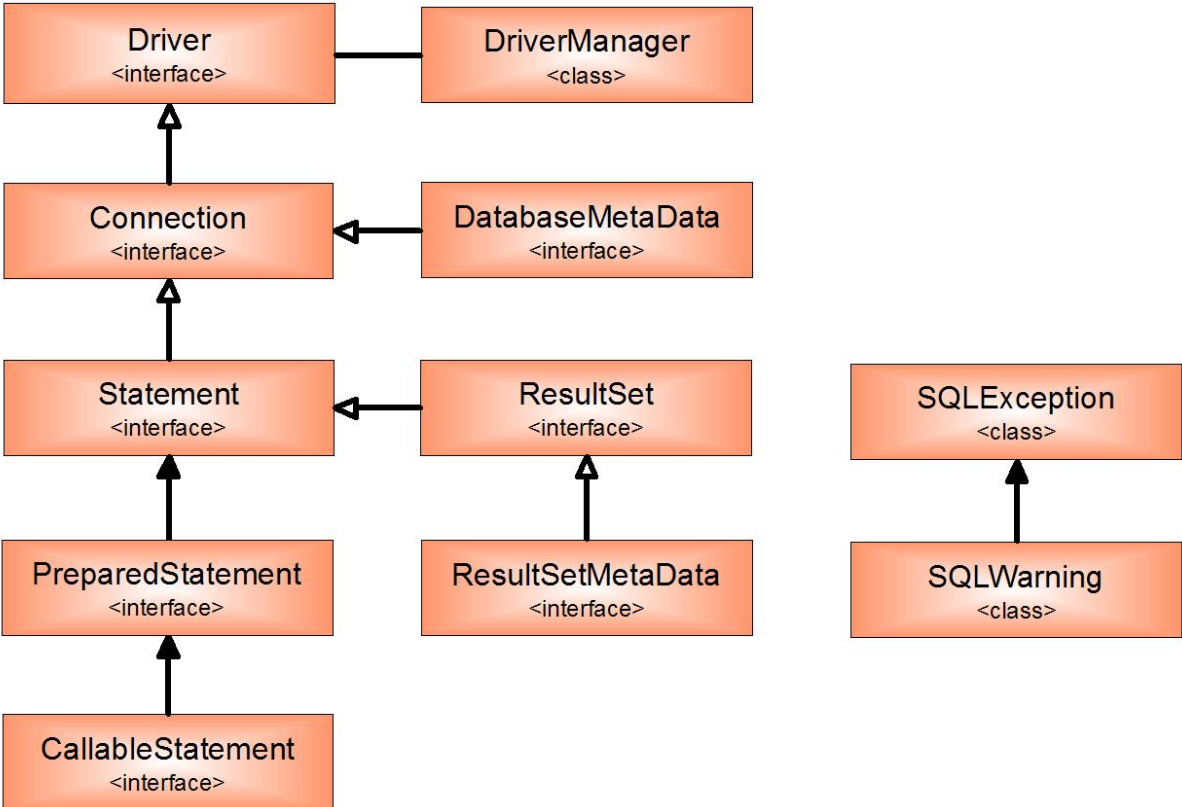 Driver
<interface>
DriverManager
<class>
Connection
<interface>
DatabaseMetaData
<interface>
Statement
<interface>
ResultSet
<interface>
SQLException
<class>
PreparedStatement
<interface>
ResultSetMetaData
<interface>
SQLWarning
<class>
CallableStatement
<interface>